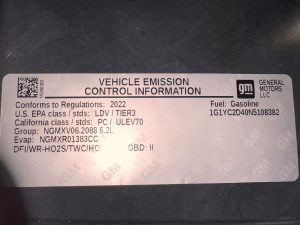 VEHICLE EMISSION
CONTROL INFORMATION
gm
GENERAL
MOTORS LLC
Conforms to Regulations: 2022
Fuel: Gasoline
U.S. EPA class / stds: LDV / TIER3
1G1YC2D40N5108382
California class / stds: PC / ULEV70
Group: NGMXV06.2088 6.2L
Evap: NGMXR01383CC
DFI/WR-HO2S/TWC/HO
OBD: II